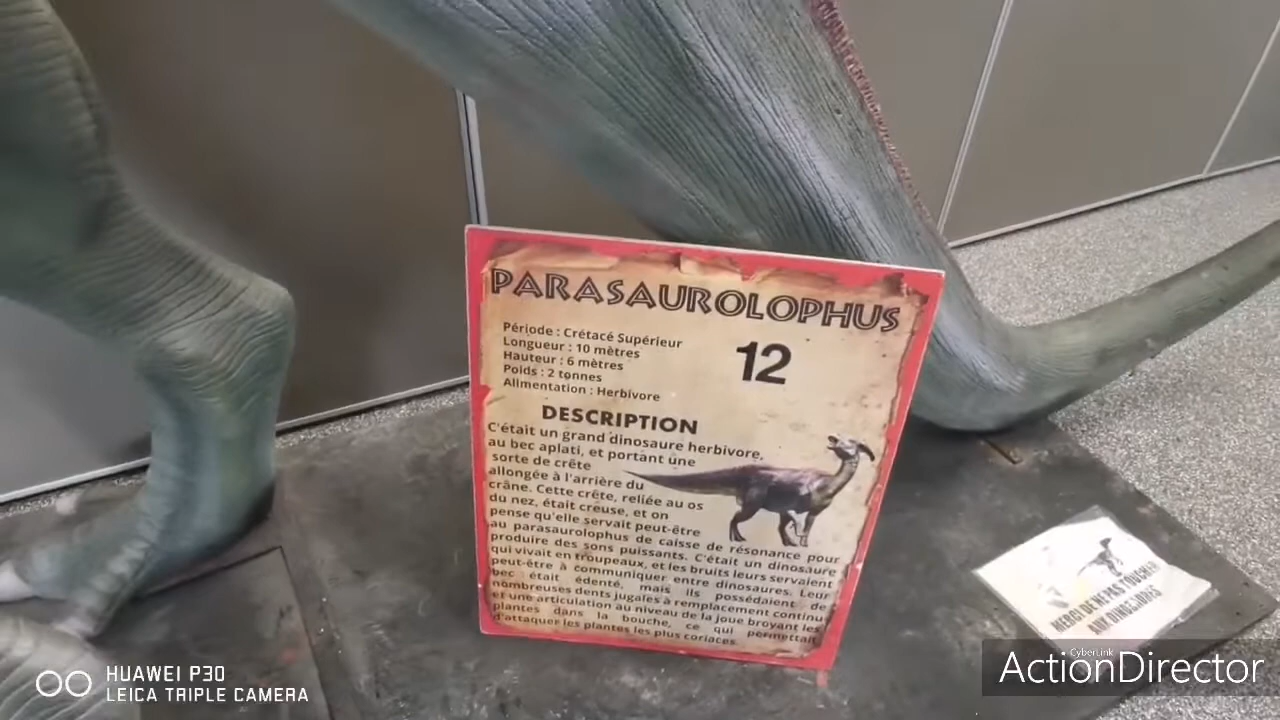 PARASAUROLOPHUS
Période : Crétacé Supérieur
Longueur : 10 mètres
Hauteur : 6 mètres
Poids : 2 tonnes
Alimentation : Herbivore
12
DESCRIPTION
C'était un grand dinosaure herbivore,
au bec aplati, et portant une
sorte de crête
allongée à l'arrière du
crâne. Cette crête, reliée au os
du nez, était creuse, et on
pense qu'elle servait peut-être
au parasaurolophus de caisse de résonance pour
produire des sons puissants. C'était un dinosaure
qui vivait en troupeaux, et les bruits leurs servaient
peut-être à communiquer entre dinosaures. Leur
bec était édenté, mais ils possédaient de
nombreuses dents jugales à remplacement continu
et une articulation au niveau de la joue broyant les
plantes dans la bouche, ce qui permettait
d'attaquer les plantes les plus coriaces.
MERCI DE NE PAS TOUCHER
AUX DINOSAURES
HUAWEI P30
LEICA TRIPLE CAMERA
CyberLink
ActionDirector